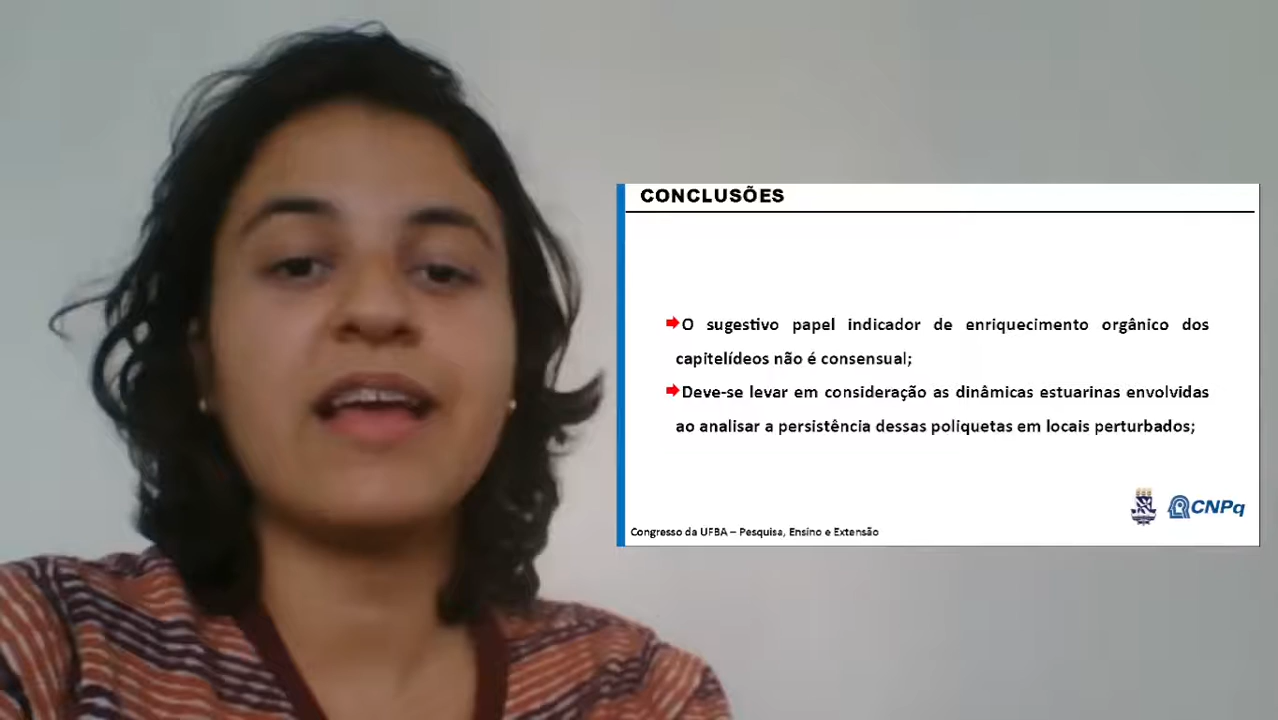 CONCLUSÕES
O sugestivo papel indicador de enriquecimento orgânico dos
capitelídeos não é consensual;
Deve-se levar em consideração as dinâmicas estuarinas envolvidas
ao analisar a persistência dessas poliquetas em locais perturbados;
CNPq
Congresso da UFBA – Pesquisa, Ensino e Extensão